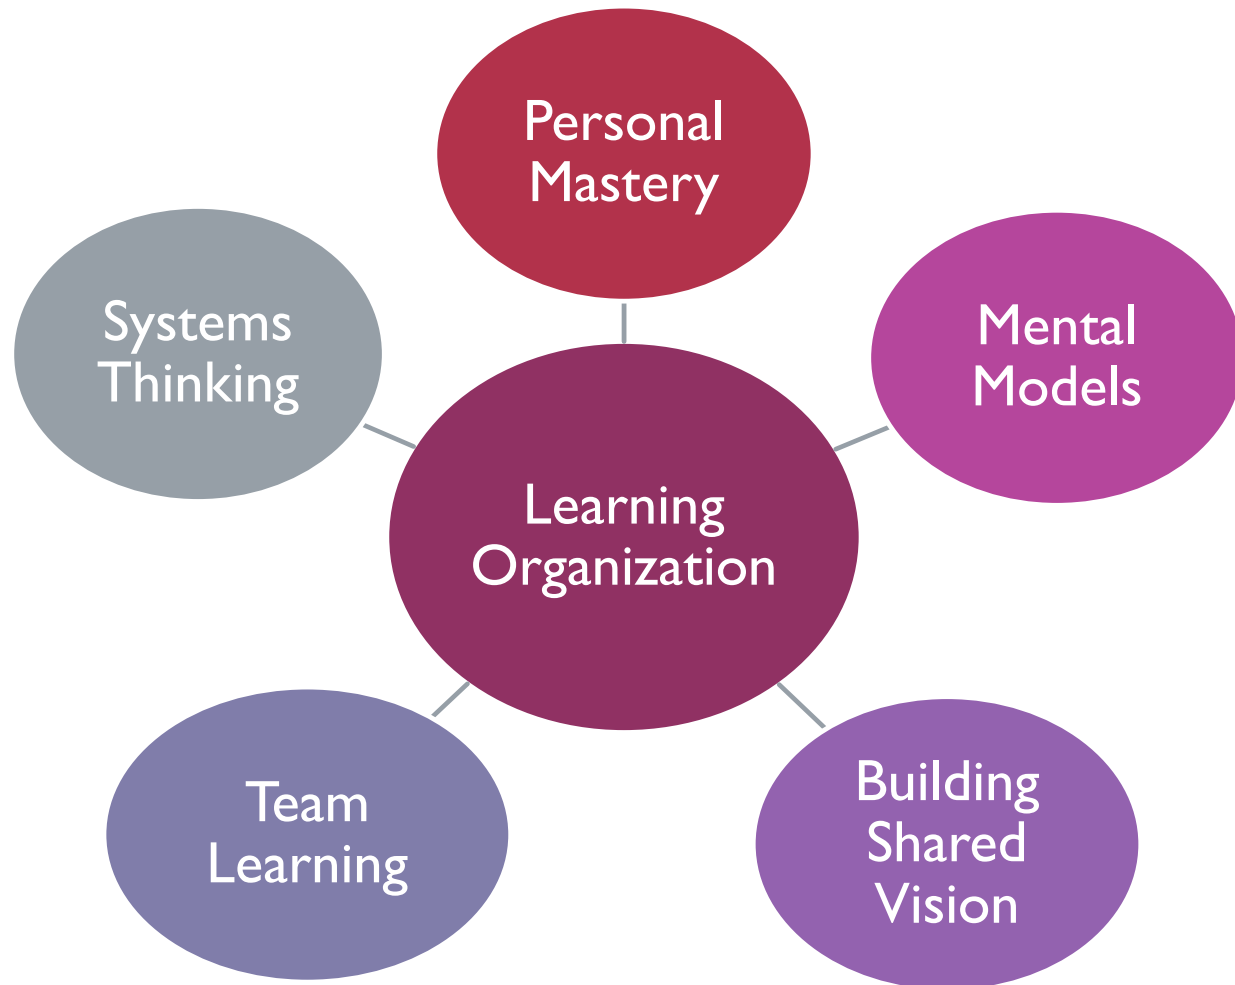 Personal
Mastery
Mental
Models
Building
Shared
Vision
Team
Learning
Systems
Thinking
Learning
Organization